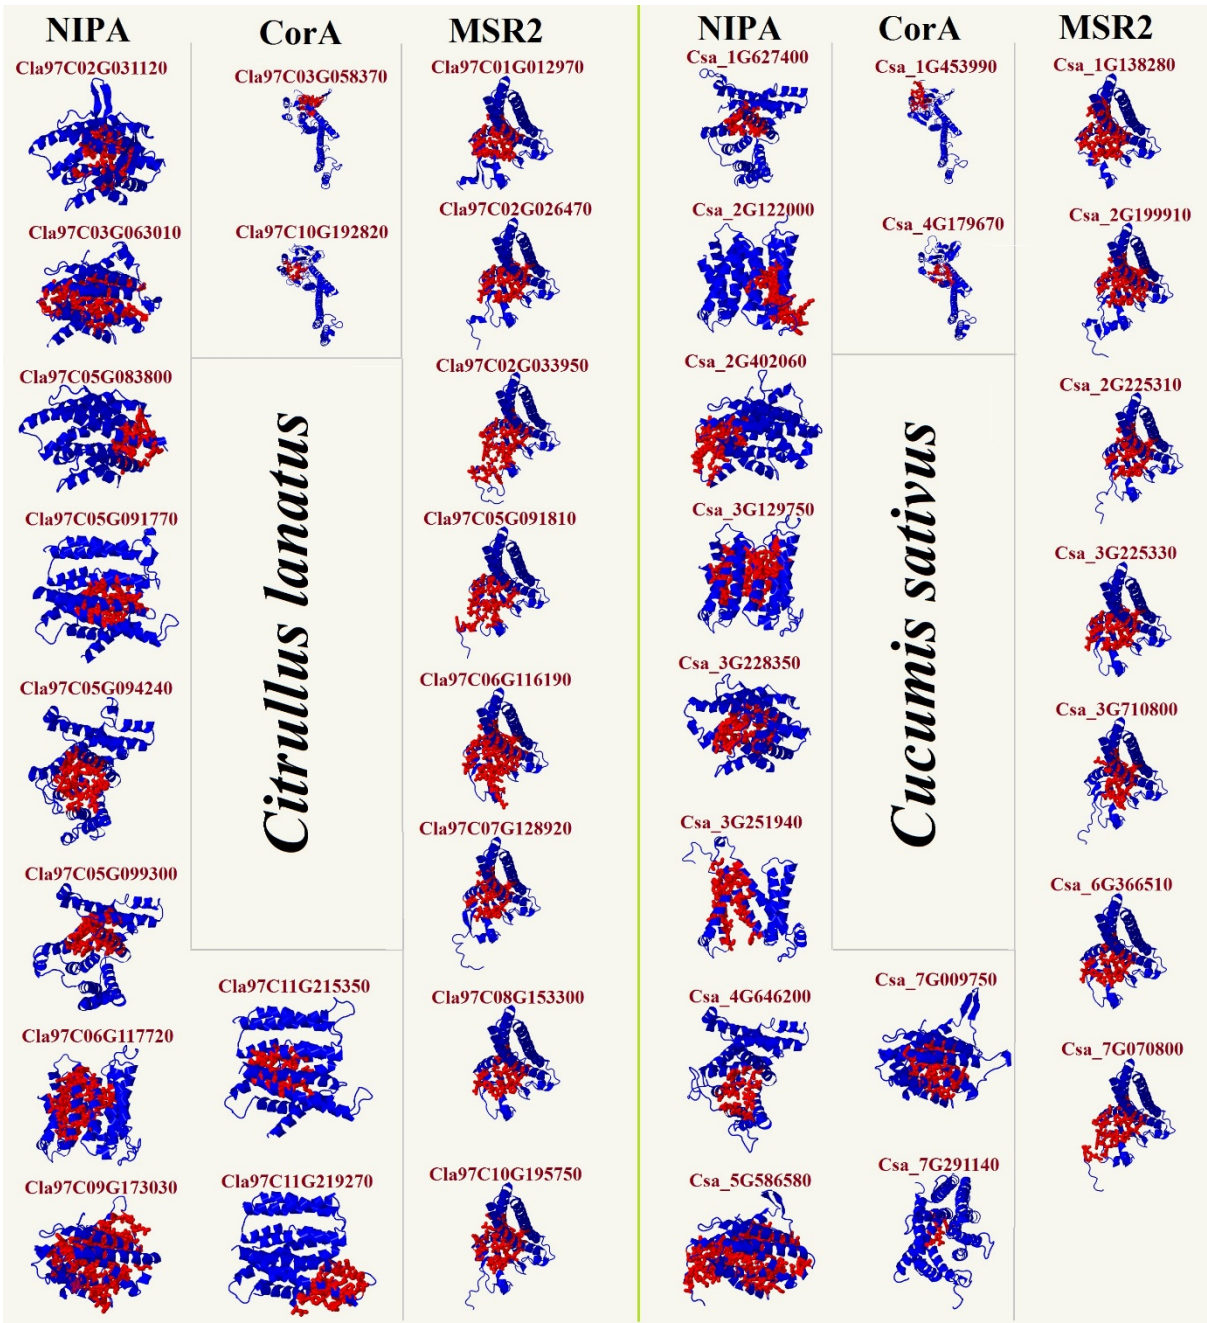 NIPA
CorA
MSR2
Cla97C02G031120
Cla97C03G058370
Cla97C01G012970
Cla97C03G063010
Cla97C10G192820
Cla97C02G026470
Cla97C05G083800
Cla97C02G033950
Cla97C05G091770
Cla97C05G091810
Cla97C05G094240
Cla97C06G116190
Cla97C05G099300
Cla97C07G128920
Cla97C06G117720
Cla97C11G215350
Cla97C08G153300
Cla97C09G173030
Cla97C11G219270
Cla97C10G195750
Citrullus lanatus
NIPA
CorA
MSR2
Csa_1G627400
Csa_1G453990
Csa_1G138280
Csa_2G122000
Csa_4G179670
Csa_2G199910
Csa_2G402060
Csa_2G225310
Csa_3G129750
Csa_3G225330
Csa_3G228350
Csa_3G710800
Csa_3G251940
Csa_6G366510
Csa_4G646200
Csa_7G009750
Csa_7G070800
Csa_5G586580
Csa_7G291140
Cucumis sativus